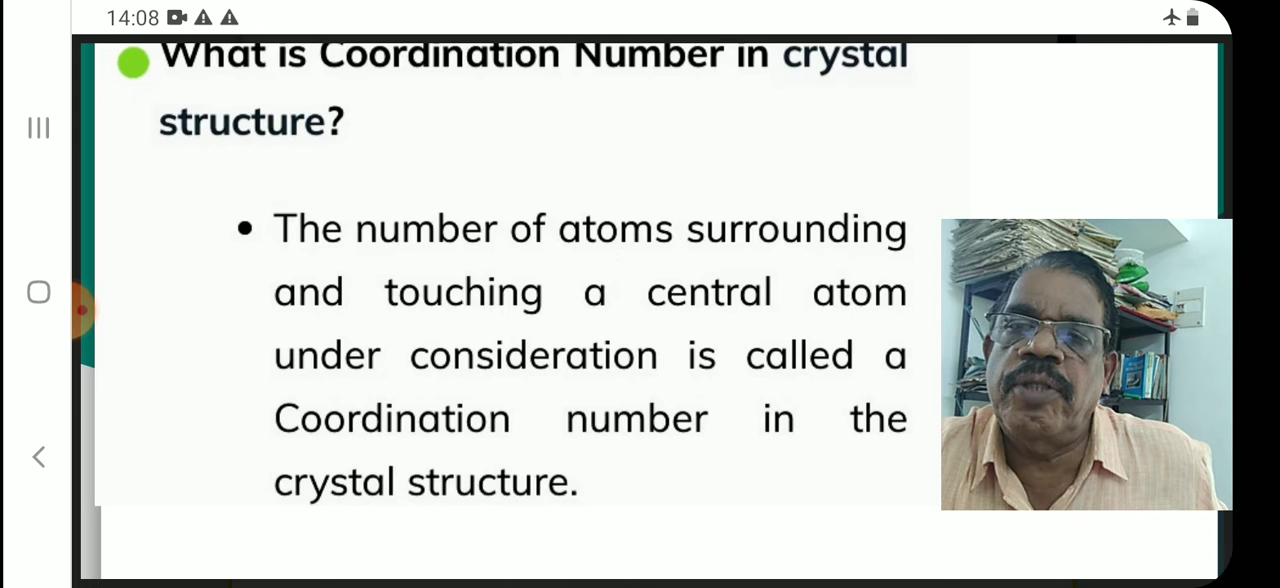 14:08
What is Coordination Number in crystal
structure?
• The number of atoms surrounding
and touching a central atom
under consideration is called a
Coordination number in the
crystal structure.